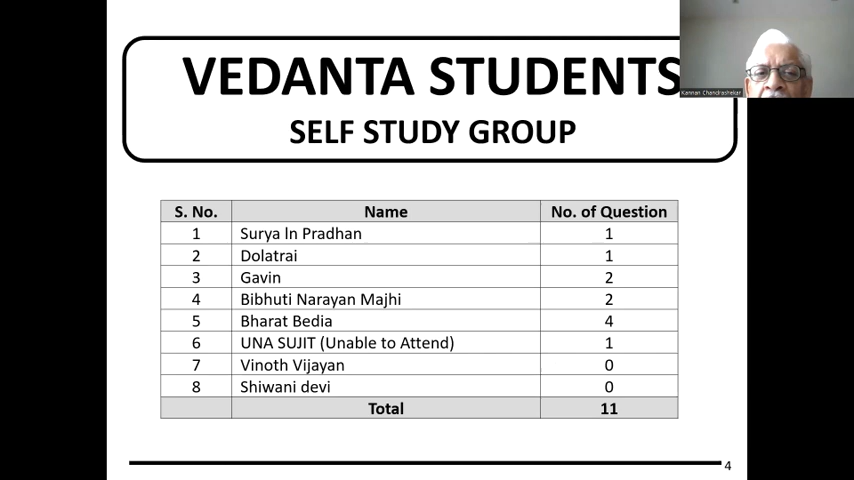 VEDANTA STUDENTS
SELF STUDY GROUP
Kannan Chandrashekar
S. No. Name No. of Question
1 Surya ln Pradhan 1
2 Dolatrai 1
3 Gavin 2
4 Bibhuti Narayan Majhi 2
5 Bharat Bedia 4
6 UNA SUJIT (Unable to Attend) 1
7 Vinoth Vijayan 0
8 Shiwani devi 0
Total 11
4